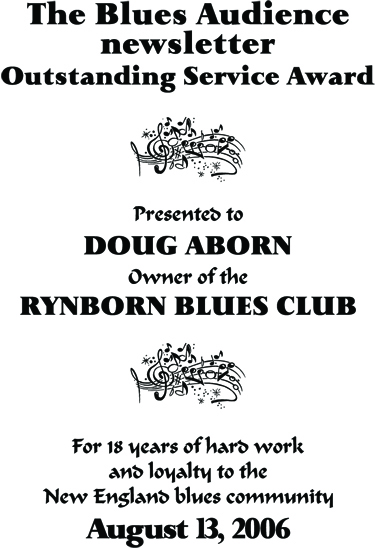 The Blues Audience
newsletter
Outstanding Service Award
Presented to
DOUG ABORN
Owner of the
RYNBORN BLUES CLUB
For 18 years of hard work
and loyalty to the
New England blues community
August 13, 2006